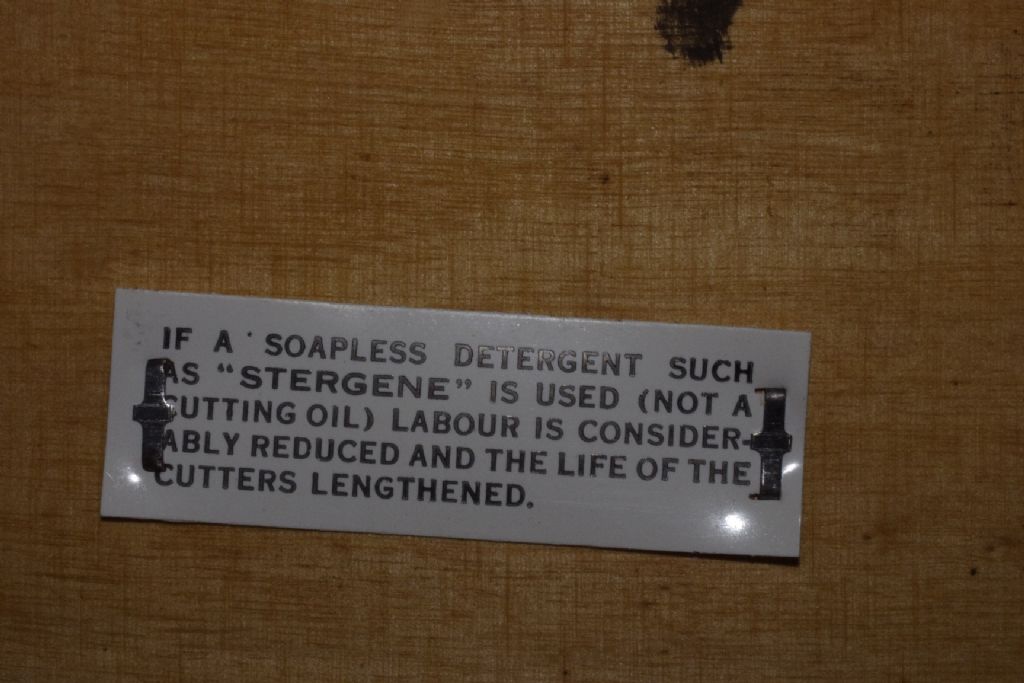 IF A SOAPLESS DETERGENT SUCH
AS "STERGENE" IS USED (NOT A
CUTTING OIL) LABOUR IS CONSIDER-
ABLY REDUCED AND THE LIFE OF THE
CUTTERS LENGTHENED.